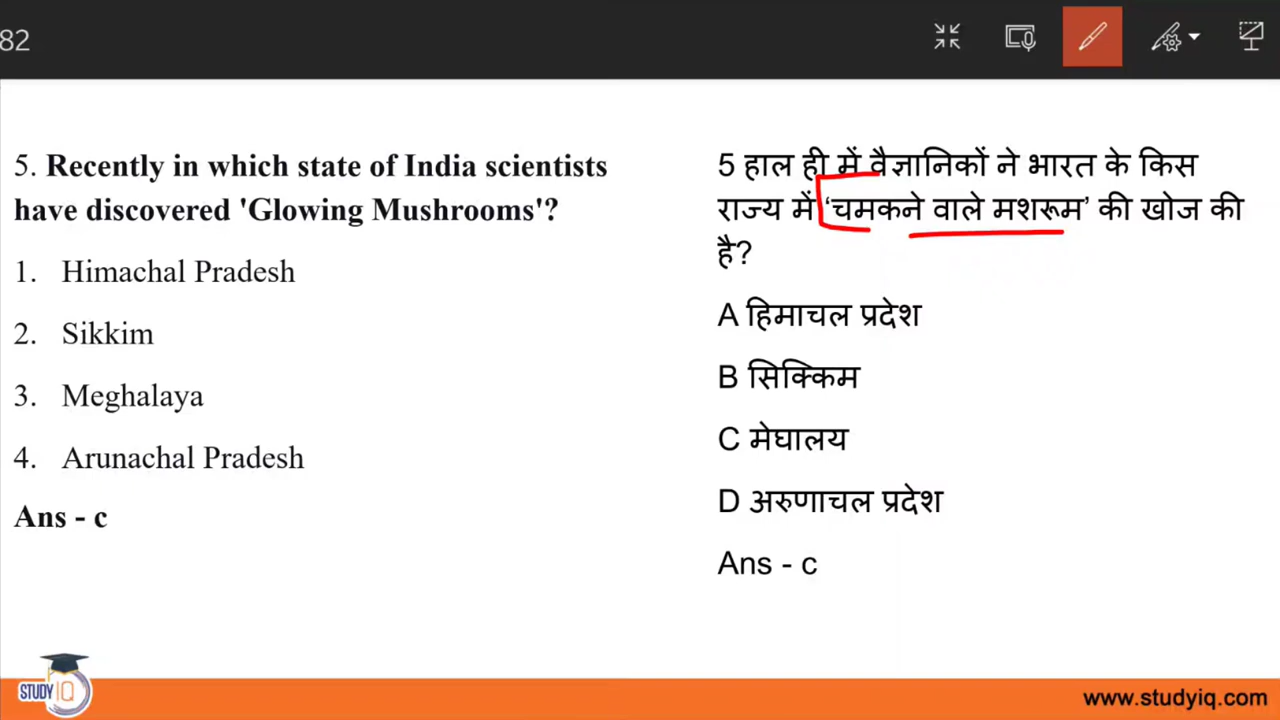 82
5. Recently in which state of India scientists
have discovered 'Glowing Mushrooms'?
1. Himachal Pradesh
2. Sikkim
3. Meghalaya
4. Arunachal Pradesh
Ans - c
5 हाल ही में वैज्ञानिकों ने भारत के किस
राज्य में ‘चमकने वाले मशरूम’ की खोज की
है?
A हिमाचल प्रदेश
B सिक्किम
C मेघालय
D अरुणाचल प्रदेश
Ans - c
STUDY IQ
www.studyiq.com